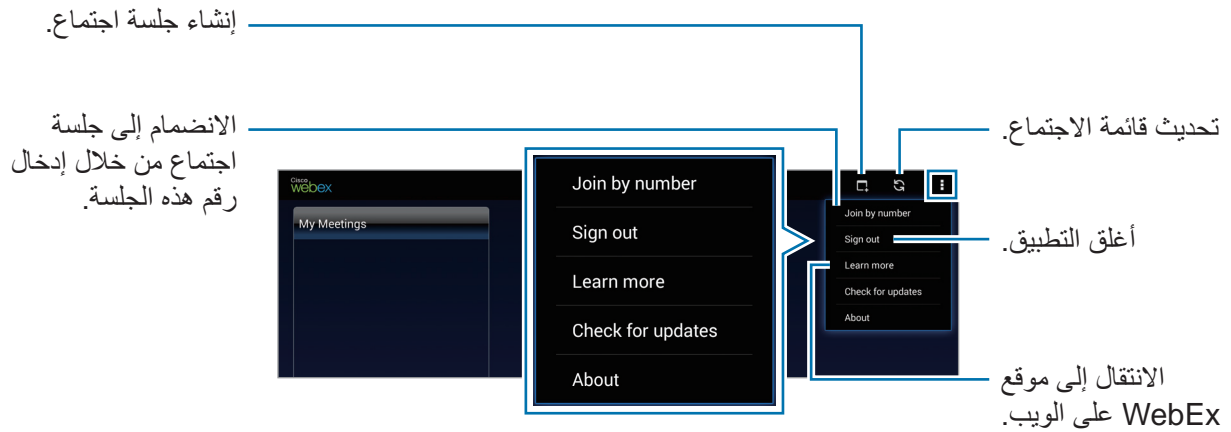 إنشاء جلسة اجتماع.
الانضمام إلى جلسة
اجتماع من خلال إدخال
رقم هذه الجلسة.
تحديث قائمة الاجتماع.
أغلق التطبيق.
الانتقال إلى موقع
WebEx على الويب.
Cisco
webex
My Meetings
Join by number
Sign out
Learn more
Check for updates
About
Join by number
Sign out
Learn more
Check for updates
About